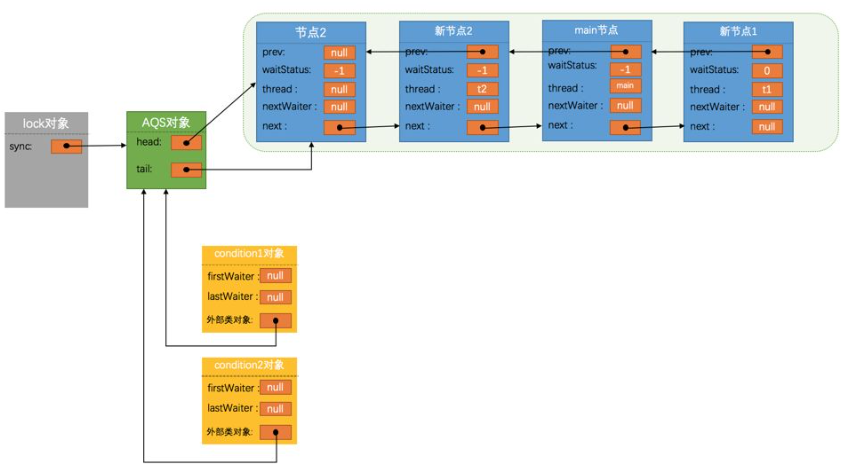 节点2
prev: null
waitStatus: -1
thread : null
nextWaiter : null
next :
新节点2
prev:
waitStatus: -1
thread : t2
nextWaiter : null
next :
main节点
prev:
waitStatus: -1
thread : main
nextWaiter : null
next :
新节点1
prev:
waitStatus: 0
thread : t1
nextWaiter : null
next : null
lock对象
sync:
AQS对象
head:
tail:
condition1对象
firstWaiter : null
lastWaiter : null
外部类对象:
condition2对象
firstWaiter : null
lastWaiter : null
外部类对象: